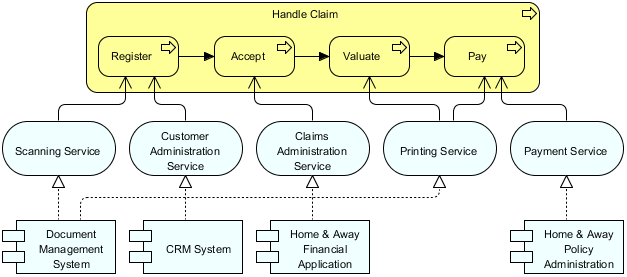 Handle Claim
Register
Accept
Valuate
Pay
Scanning Service
Customer
Administration
Service
Claims
Administration
Service
Printing Service
Payment Service
Document
Management
System
CRM System
Home & Away
Financial
Application
Home & Away
Policy
Administration